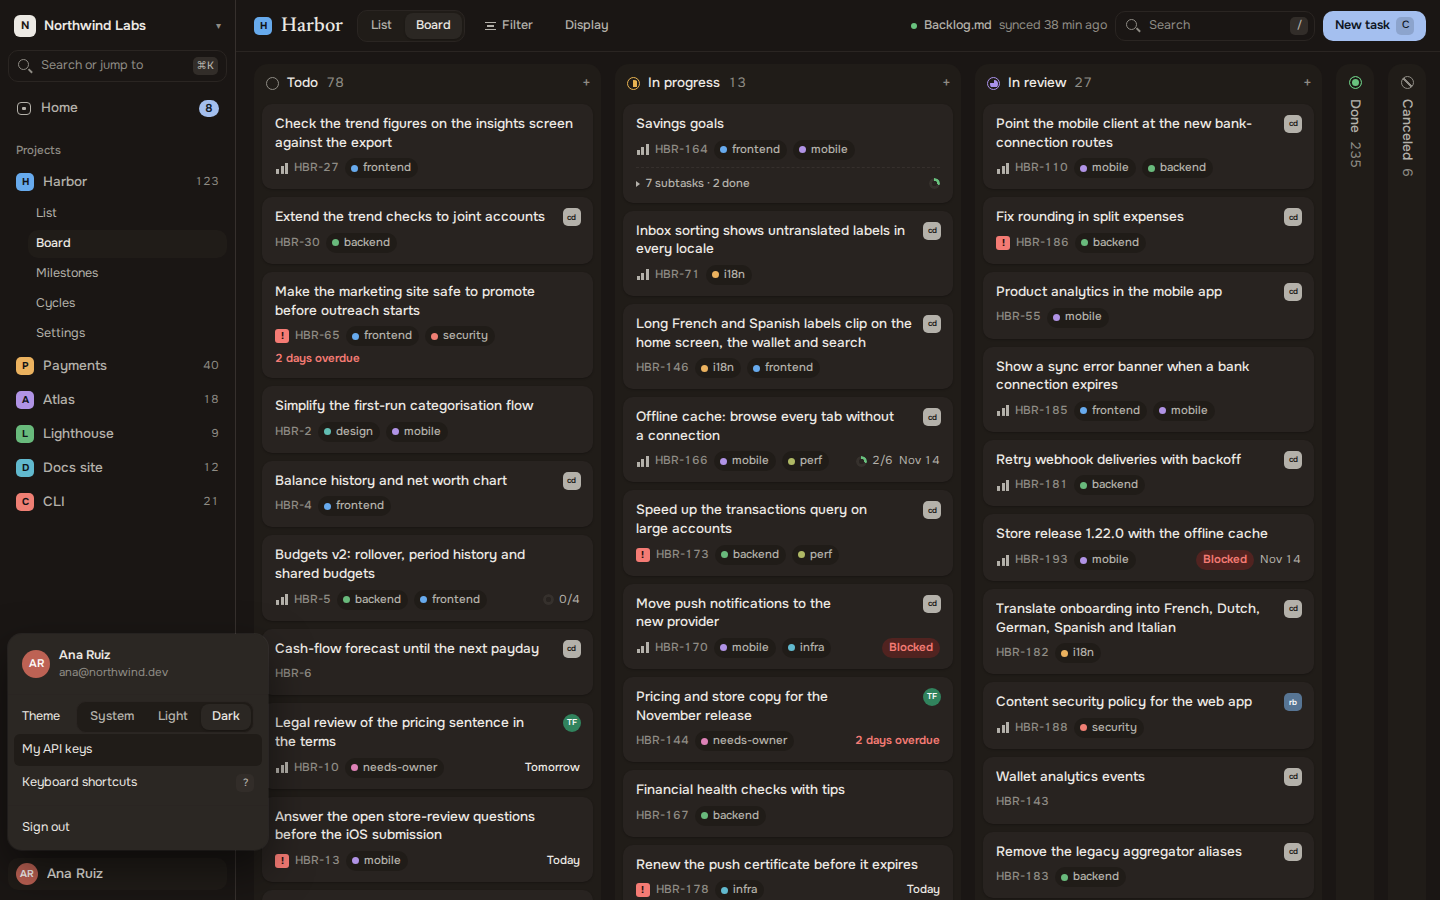 N Northwind Labs
Search or jump to ⌘K
Home 8
Projects
H Harbor 123
List
Board
Milestones
Cycles
Settings
P Payments 40
A Atlas 18
L Lighthouse 9
D Docs site 12
C CLI 21
AR Ana Ruiz
ana@northwind.dev
Theme System Light Dark
My API keys
Keyboard shortcuts ?
Sign out
AR Ana Ruiz
H Harbor List Board Filter Display Backlog.md synced 38 min ago Search / New task C
Todo 78 +
Check the trend figures on the insights screen
against the export
HBR-27 frontend
Extend the trend checks to joint accounts cd
HBR-30 backend
Make the marketing site safe to promote
before outreach starts
! HBR-65 frontend security
2 days overdue
Simplify the first-run categorisation flow
HBR-2 design mobile
Balance history and net worth chart cd
HBR-4 frontend
Budgets v2: rollover, period history and
shared budgets
HBR-5 backend frontend 0/4
Cash-flow forecast until the next payday cd
HBR-6
Legal review of the pricing sentence in TF
the terms
HBR-10 needs-owner Tomorrow
Answer the open store-review questions
before the iOS submission
! HBR-13 mobile Today
In progress 13 +
Savings goals
HBR-164 frontend mobile
7 subtasks · 2 done
Inbox sorting shows untranslated labels in cd
every locale
HBR-71 i18n
Long French and Spanish labels clip on the cd
home screen, the wallet and search
HBR-146 i18n frontend
Offline cache: browse every tab without cd
a connection
HBR-166 mobile perf 2/6 Nov 14
Speed up the transactions query on cd
large accounts
! HBR-173 backend perf
Move push notifications to the cd
new provider
HBR-170 mobile infra Blocked
Pricing and store copy for the TF
November release
HBR-144 needs-owner 2 days overdue
Financial health checks with tips
HBR-167 backend
Renew the push certificate before it expires
! HBR-178 infra Today
In review 27 +
Point the mobile client at the new bank- cd
connection routes
HBR-110 mobile backend
Fix rounding in split expenses cd
! HBR-186 backend
Product analytics in the mobile app cd
HBR-55 mobile
Show a sync error banner when a bank
connection expires
HBR-185 frontend mobile
Retry webhook deliveries with backoff cd
HBR-181 backend
Store release 1.22.0 with the offline cache
HBR-193 mobile Blocked Nov 14
Translate onboarding into French, Dutch, cd
German, Spanish and Italian
HBR-182 i18n
Content security policy for the web app rb
HBR-188 security
Wallet analytics events cd
HBR-143
Remove the legacy aggregator aliases cd
HBR-183 backend
Done 235
Canceled 6